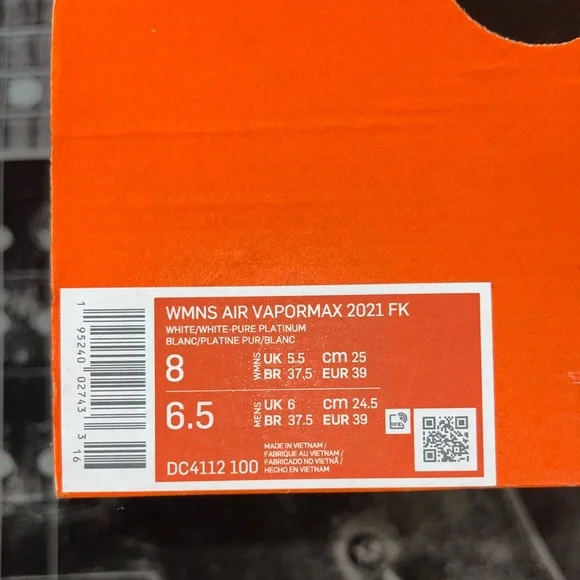 WMNS AIR VAPORMAX 2021 FK
WHITE/WHITE-PURE PLATINUM
BLANC/PLATINE PUR/BLANC
8 WMNS UK 5.5 cm 25
BR 37.5 EUR 39
6.5 MENS UK 6 cm 24.5
BR 37.5 EUR 39
RFID
MADE IN VIETNAM /
FABRIQUE AU VIETNAM /
FABRICADO NO VIETNÃ /
HECHO EN VIETNAM
DC4112 100
1 95240 02743 3 16